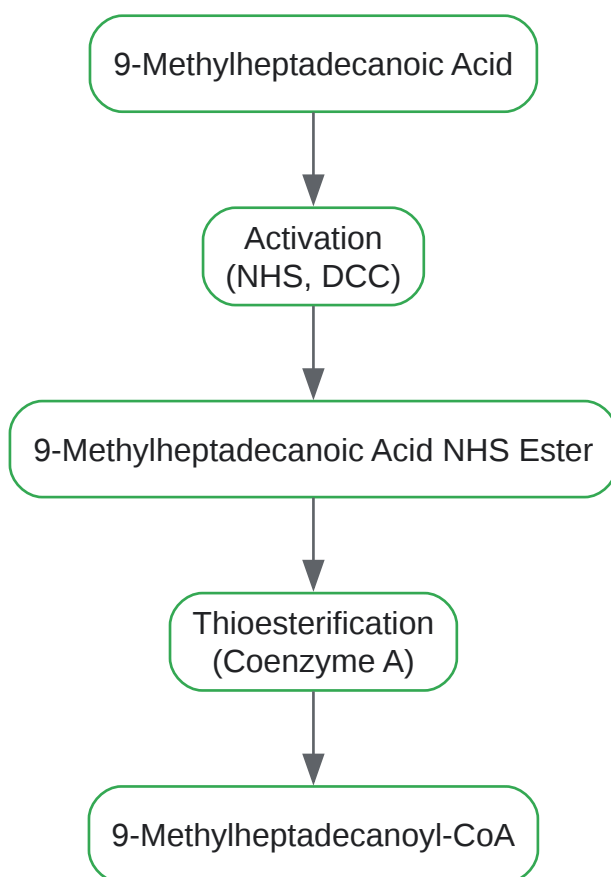 9-Methylheptadecanoic Acid
Activation
(NHS, DCC)
9-Methylheptadecanoic Acid NHS Ester
Thioesterification
(Coenzyme A)
9-Methylheptadecanoyl-CoA